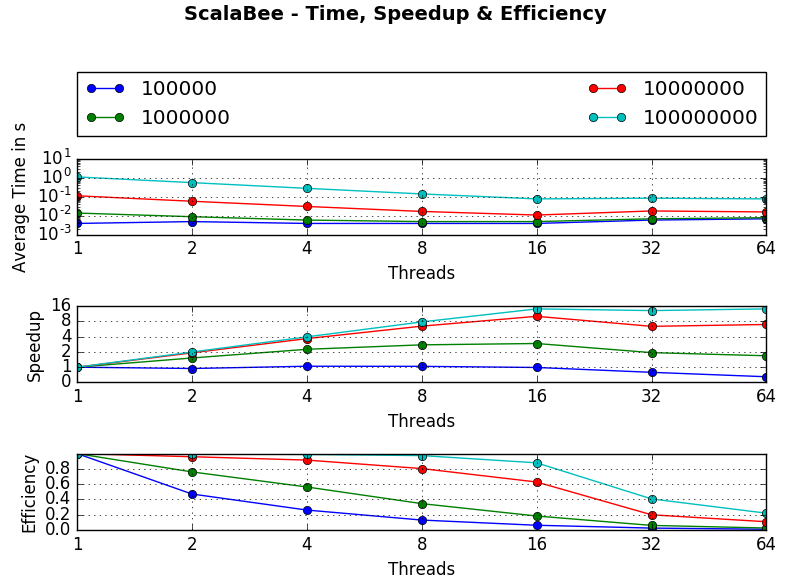 ScalaBee - Time, Speedup & Efficiency
100000 10000000
1000000 100000000
Average Time in s
10^1
10^0
10^-1
10^-2
10^-3
1 2 4 8 16 32 64
Threads
Speedup
16
8
4
2
1
0
1 2 4 8 16 32 64
Threads
Efficiency
0.8
0.6
0.4
0.2
0.0
1 2 4 8 16 32 64
Threads